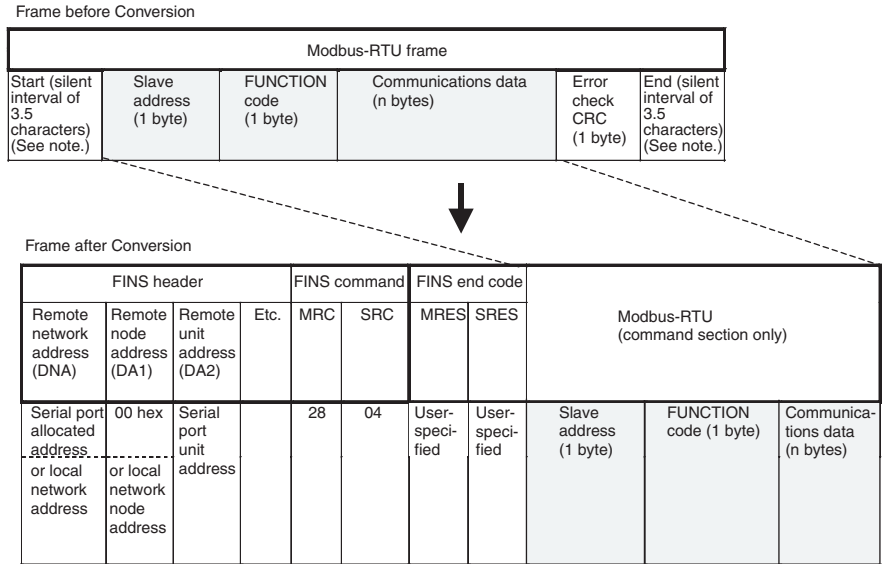 Frame before Conversion
Modbus-RTU frame
Start (silent
interval of
3.5
characters)
(See note.)
Slave
address
(1 byte)
FUNCTION
code
(1 byte)
Communications data
(n bytes)
Error
check
CRC
(1 byte)
End (silent
interval of
3.5
characters)
(See note.)
Frame after Conversion
FINS header
FINS command
FINS end code
Modbus-RTU
(command section only)
Remote
network
address
(DNA)
Remote
node
address
(DA1)
Remote
unit
address
(DA2)
Etc.
MRC
SRC
MRES
SRES
Serial port
allocated
address
or local
network
address
00 hex
or local
network
node
address
Serial
port
unit
address
28
04
User-
speci-
fied
User-
speci-
fied
Slave
address
(1 byte)
FUNCTION
code (1 byte)
Communica-
tions data
(n bytes)